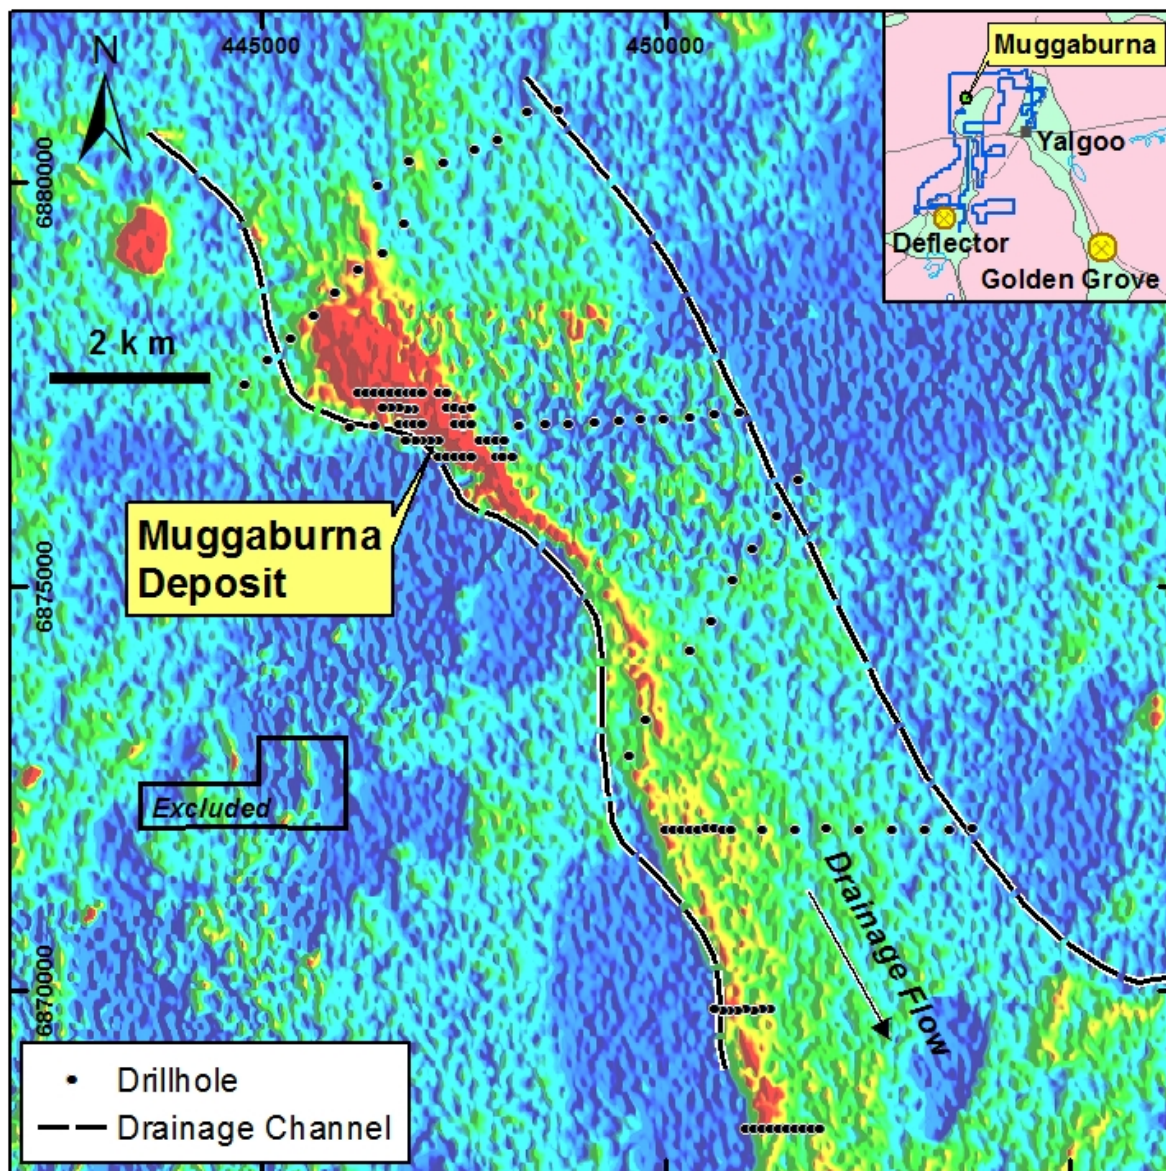 N
445000
450000
Muggaburna
Yalgoo
Deflector
Golden Grove
6880000
2 km
Muggaburna
Deposit
6875000
Excluded
Drainage Flow
6870000
Drillhole
Drainage Channel